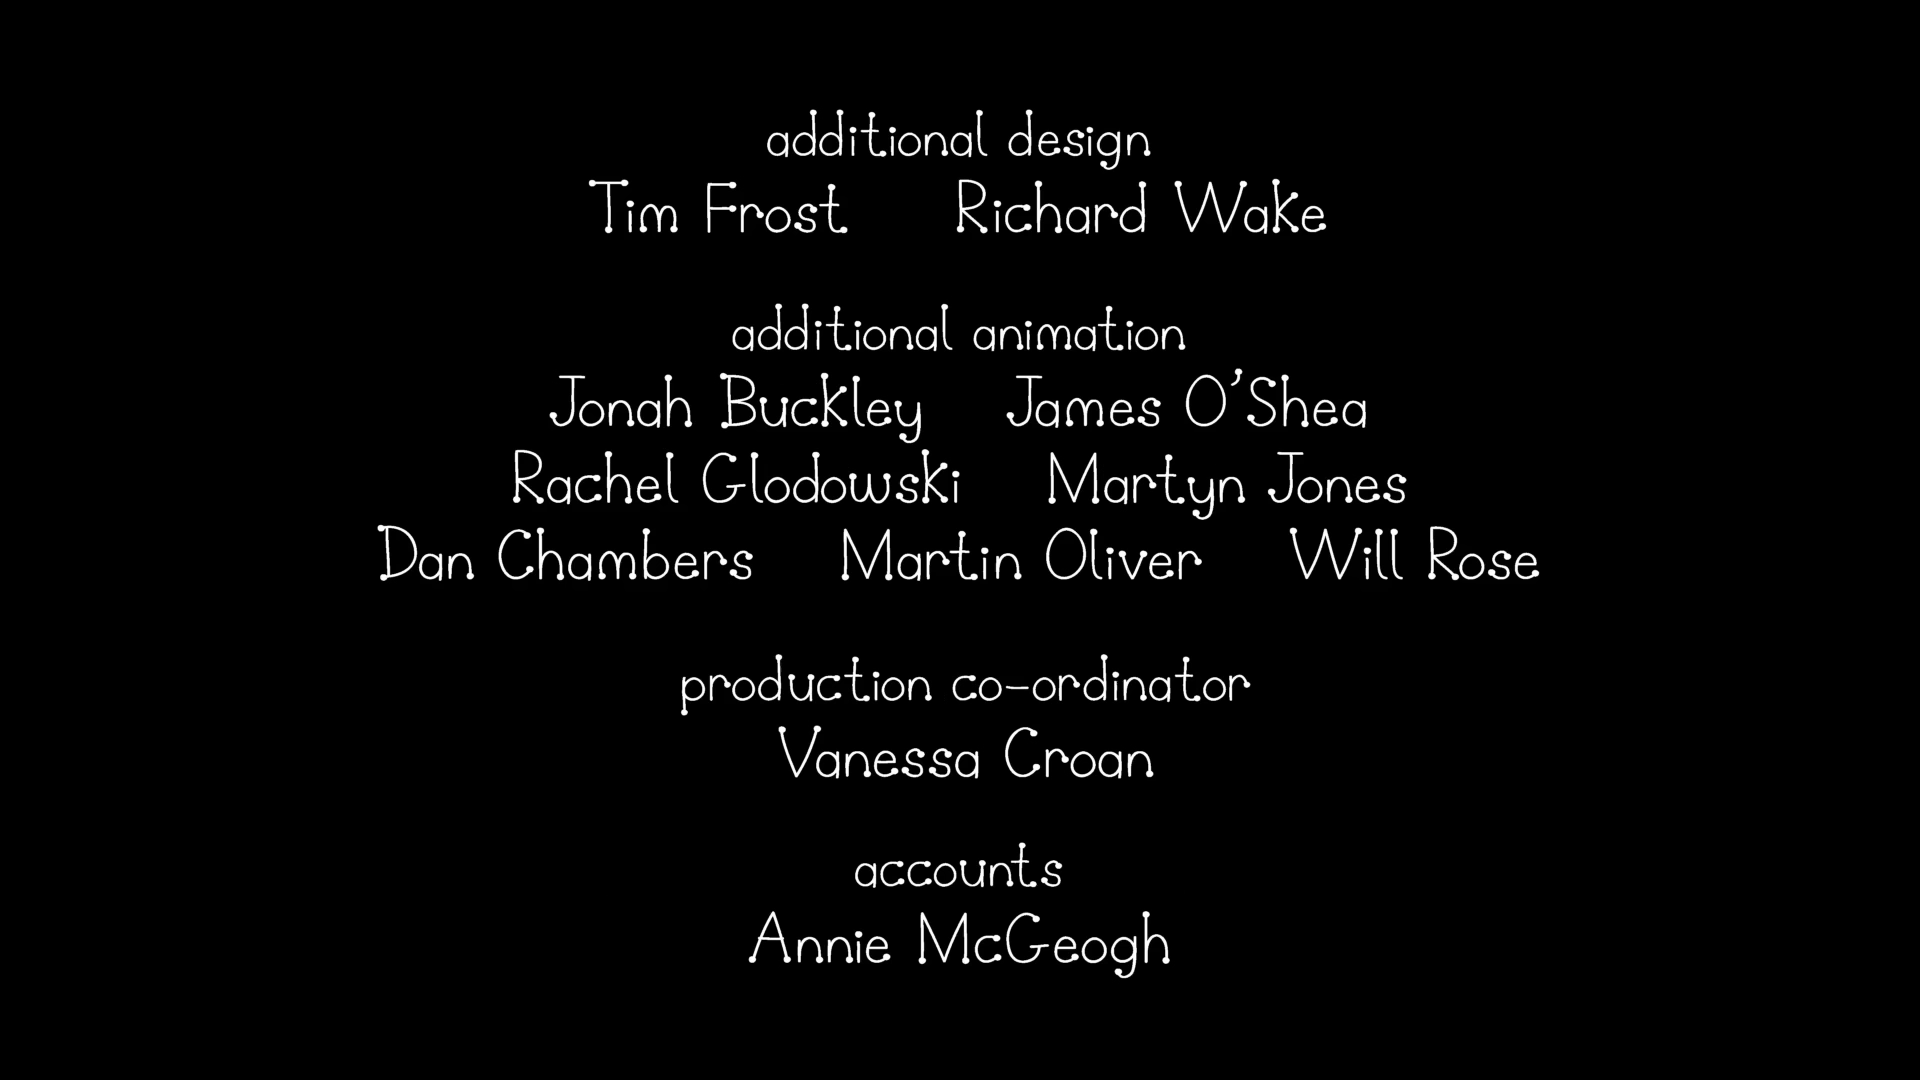 additional design
Tim Frost Richard Wake
additional animation
Jonah Buckley James O'Shea
Rachel Glodowski Martyn Jones
Dan Chambers Martin Oliver Will Rose
production co-ordinator
Vanessa Croan
accounts
Annie McGeogh